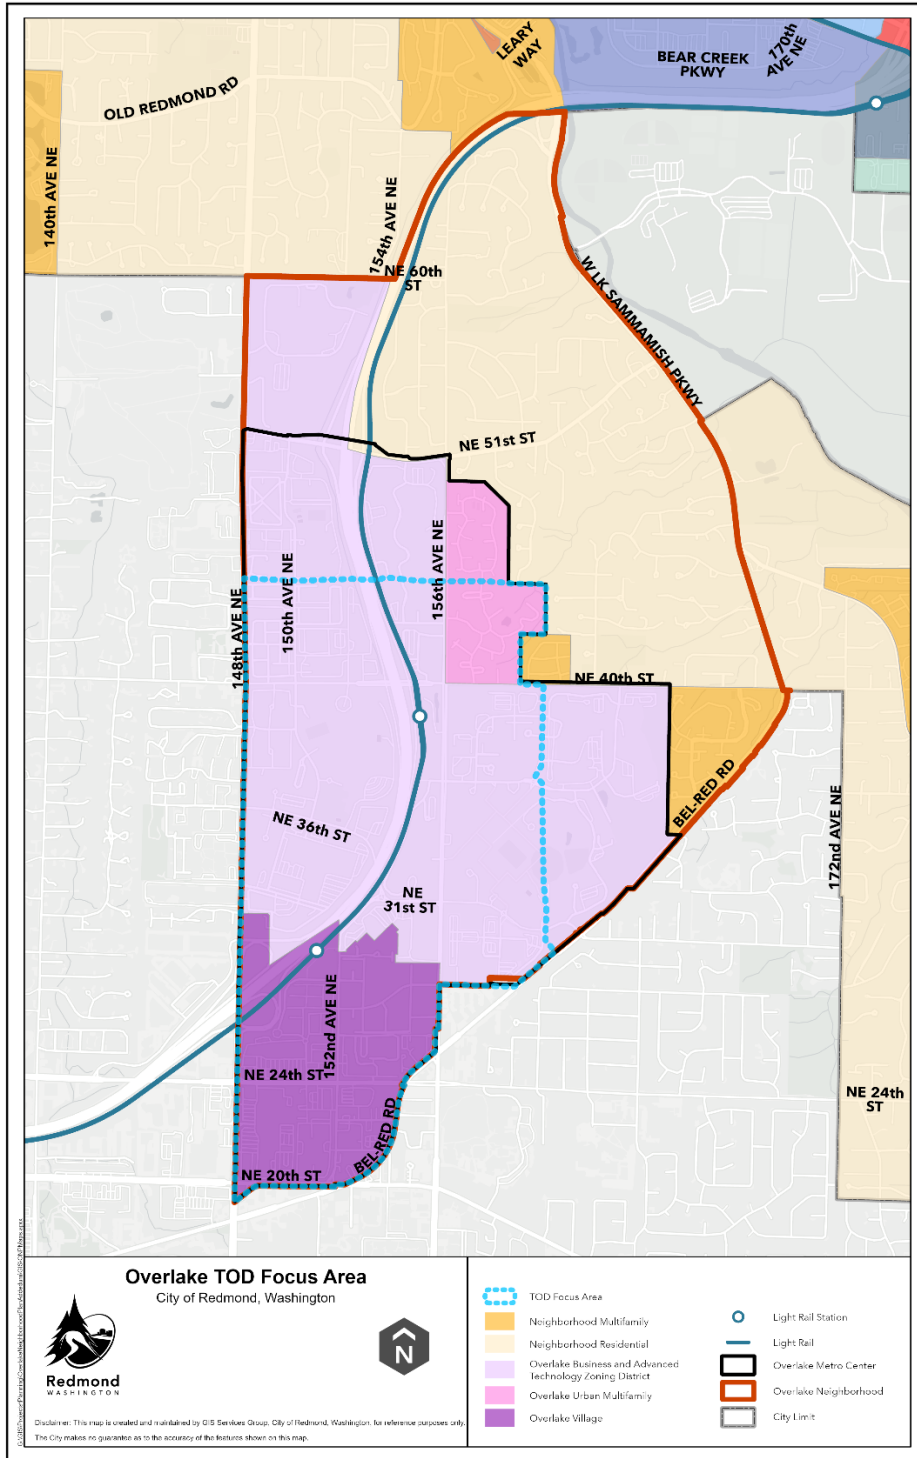 LEARY
WAY
BEAR CREEK
PKWY
170th
AVE NE
OLD REDMOND RD
140th AVE NE
154th AVE NE
NE 60th
ST
W LK SAMMAMISH PKWY
NE 51st ST
156th AVE NE
150th AVE NE
148th AVE NE
NE 40th ST
BEL-RED RD
172nd AVE NE
NE 36th ST
NE
31st ST
152nd AVE NE
NE 24th ST
NE 24th
ST
BEL-RED RD
NE 20th ST
Overlake TOD Focus Area
City of Redmond, Washington
Redmond
WASHINGTON
N
Disclaimer: This map is created and maintained by GIS Services Group, City of Redmond, Washington, for reference purposes only.
The City makes no guarantee as to the accuracy of the features shown on this map.
TOD Focus Area
Neighborhood Multifamily
Neighborhood Residential
Overlake Business and Advanced
Technology Zoning District
Overlake Urban Multifamily
Overlake Village
Light Rail Station
Light Rail
Overlake Metro Center
Overlake Neighborhood
City Limit